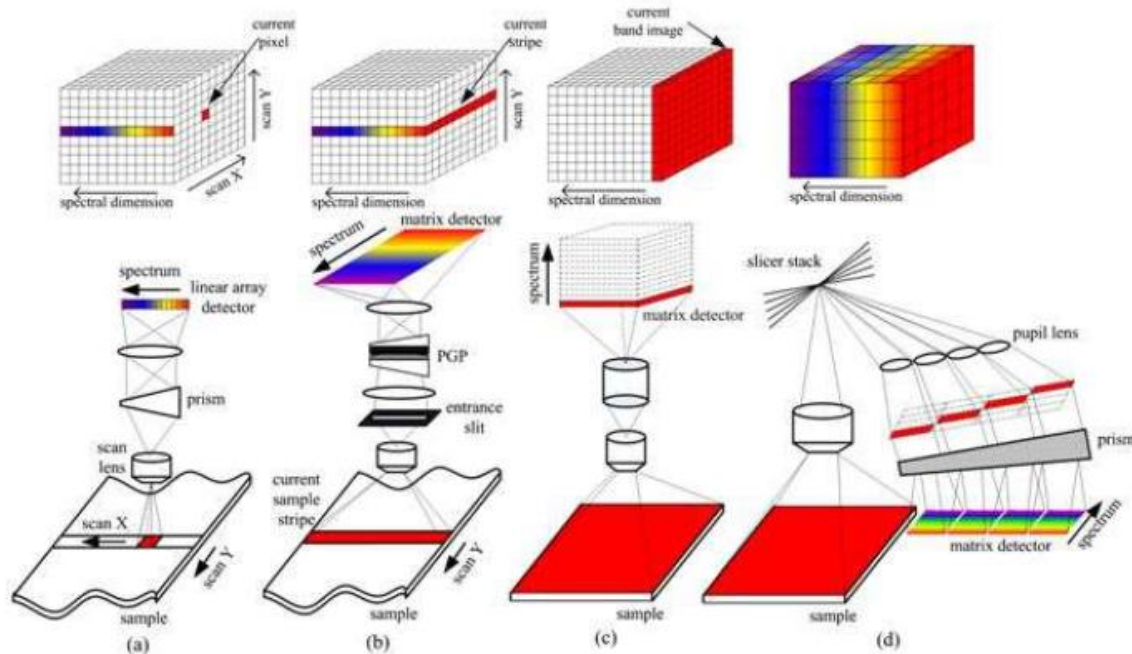 current
pixel
scan Y
scan X
spectral dimension
current
stripe
scan Y
spectral dimension
current
band image
spectral dimension
spectral dimension
spectrum
linear array
detector
prism
scan
lens
scan X
scan Y
sample
(a)
matrix detector
spectrum
PGP
entrance
slit
current
sample
stripe
scan Y
sample
(b)
spectrum
matrix detector
sample
(c)
slicer stack
pupil lens
prism
matrix detector
spectrum
sample
(d)